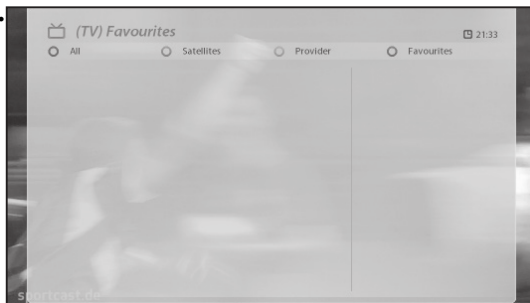 (TV) Favourites
21:33
All Satellites Provider Favourites
sportcast.de